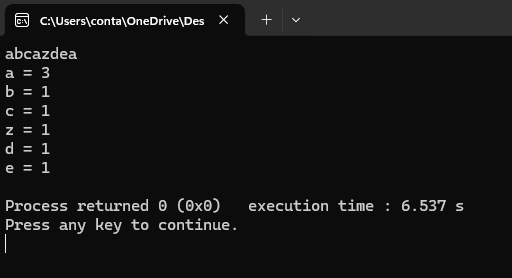 C:\Users\conta\OneDrive\Des
abcazdea
a = 3
b = 1
c = 1
z = 1
d = 1
e = 1
Process returned 0 (0x0)   execution time : 6.537 s
Press any key to continue.